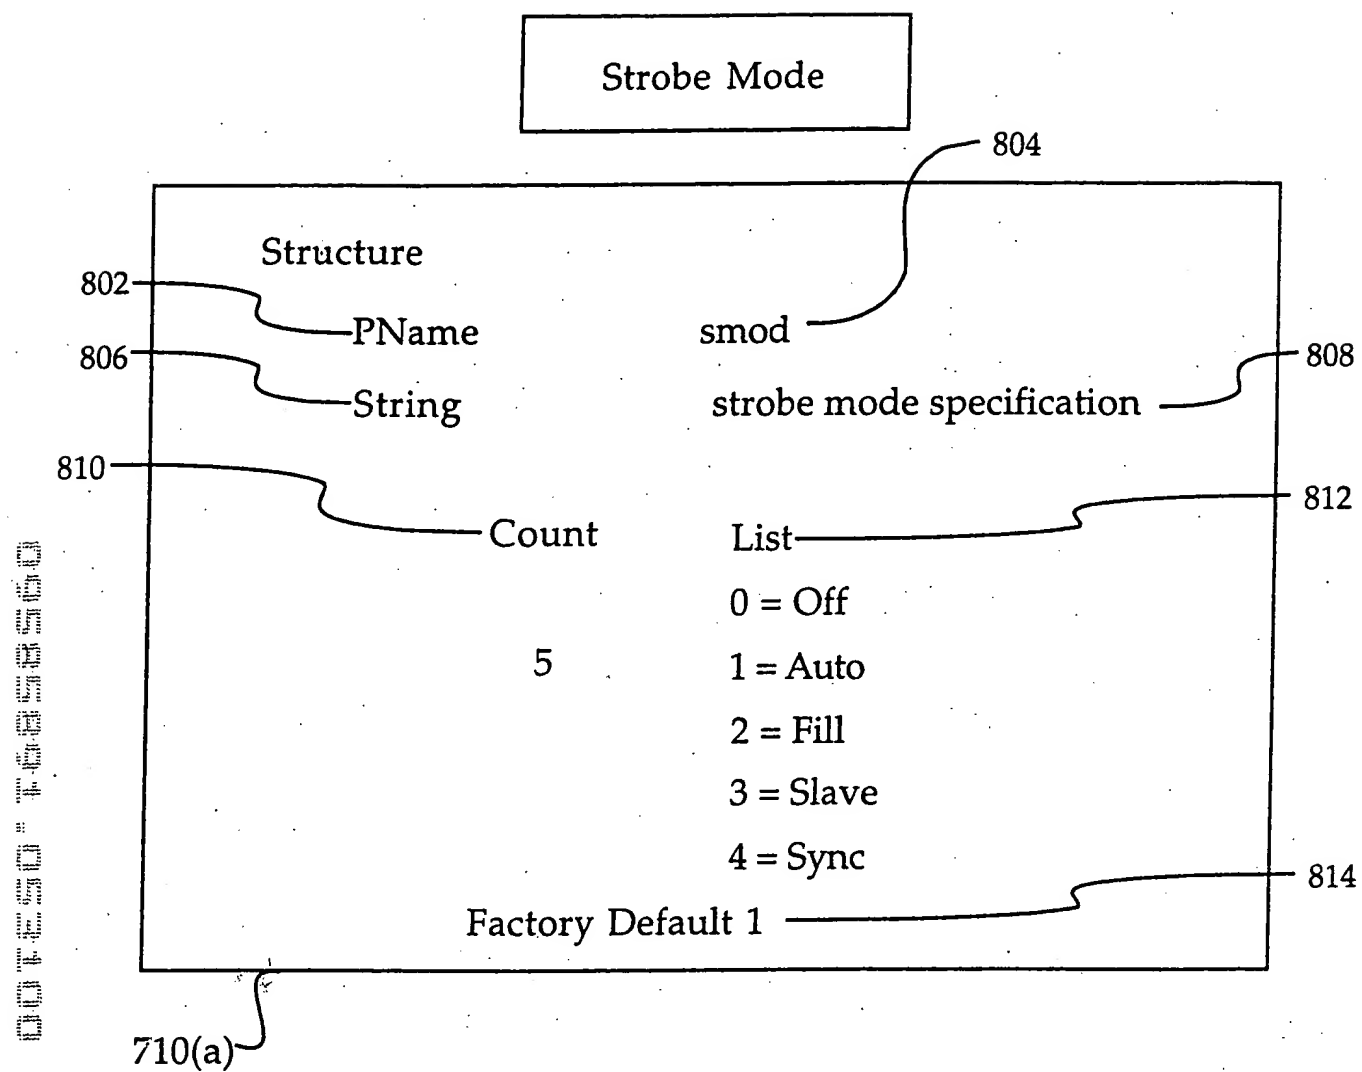 Strobe Mode
804
Structure
802
PName smod
806 808
String strobe mode specification
810
812
Count List
0 = Off
5 1 = Auto
2 = Fill
3 = Slave
4 = Sync
814
Factory Default 1
710(a)